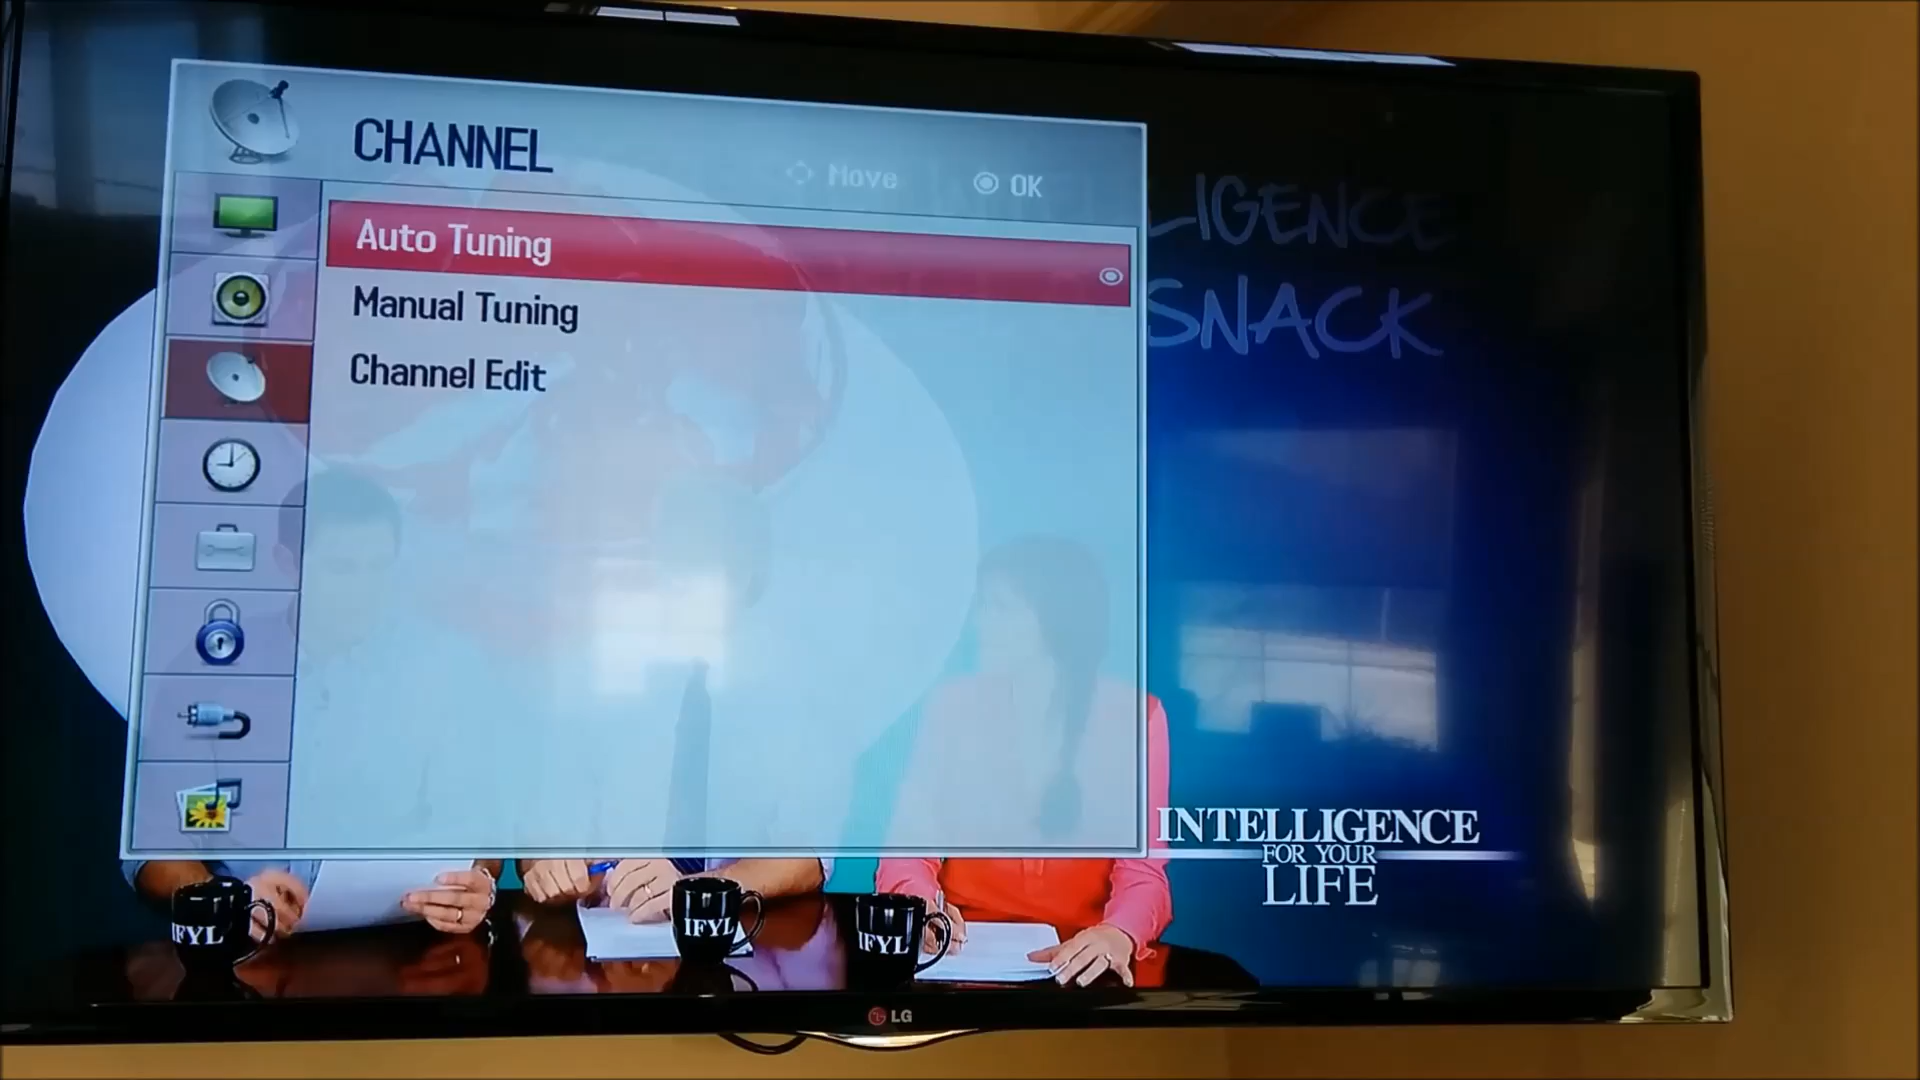 CHANNEL
Move
OK
Auto Tuning
Manual Tuning
Channel Edit
LIGENCE
SNACK
INTELLIGENCE
FOR YOUR
LIFE
IFYL
IFYL
IFYL
LG